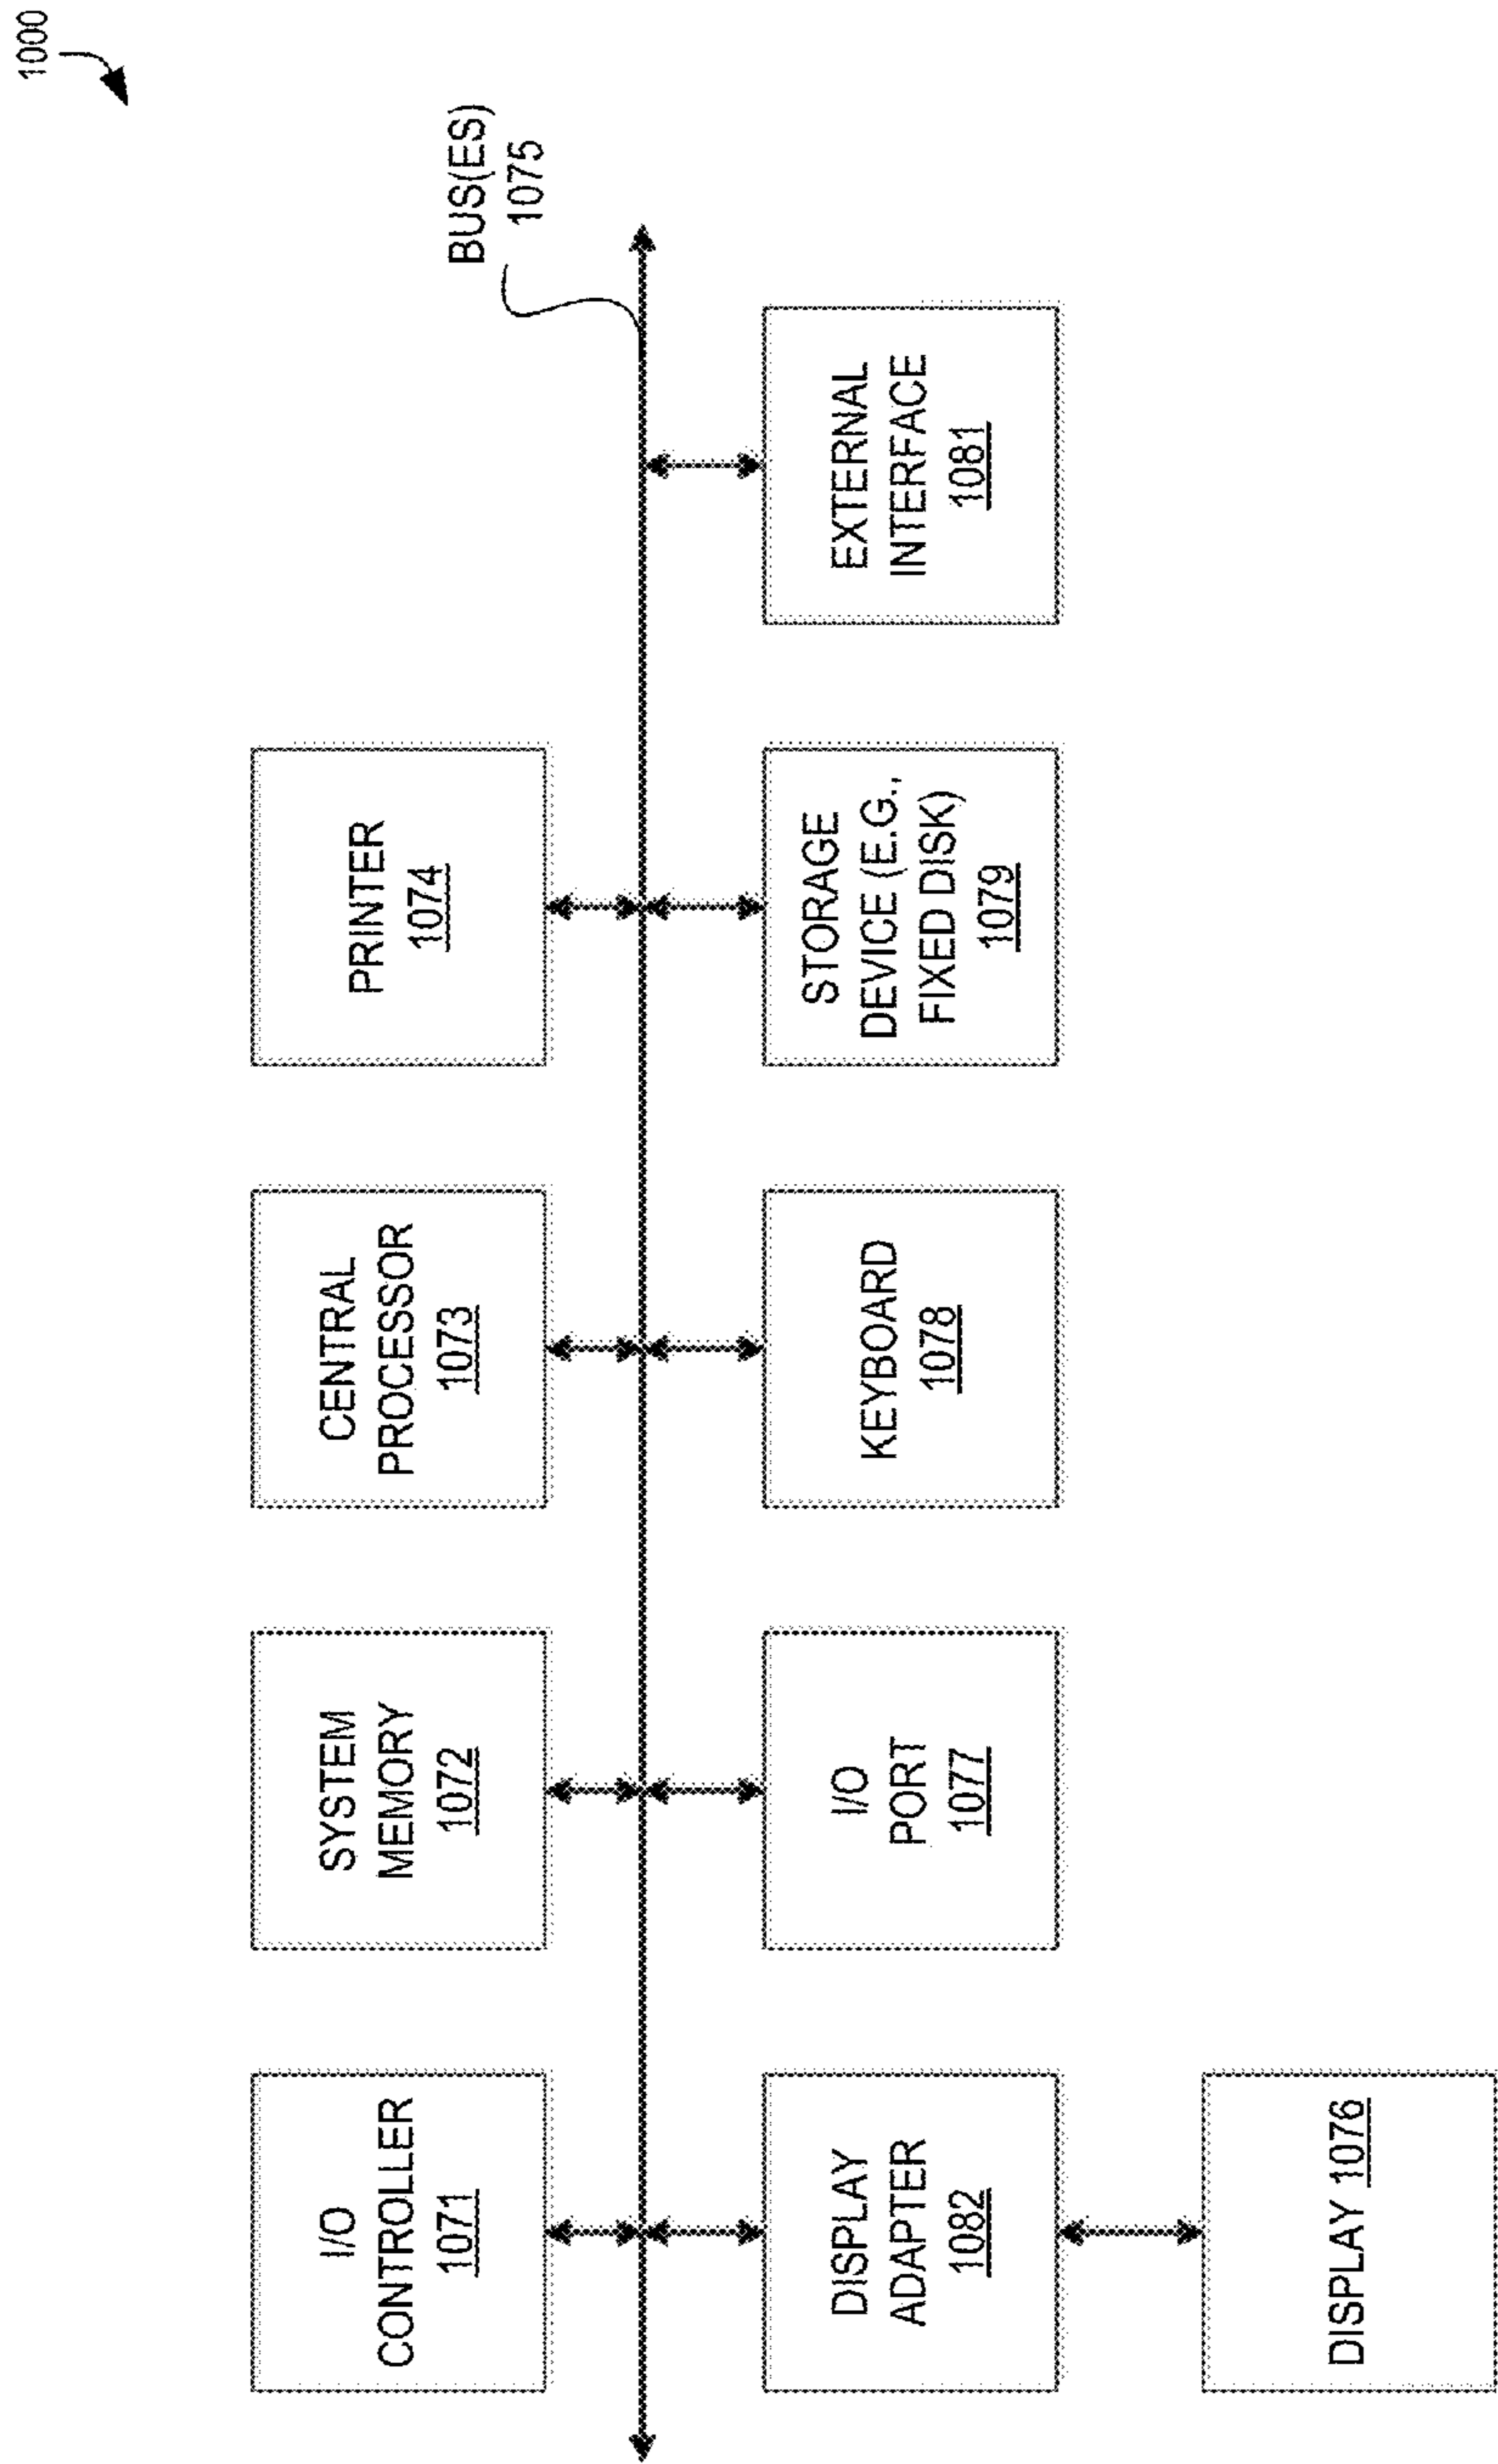 1000
BUS(ES)
1075
I/O
CONTROLLER
1071
SYSTEM
MEMORY
1072
CENTRAL
PROCESSOR
1073
PRINTER
1074
DISPLAY
ADAPTER
1082
I/O
PORT
1077
KEYBOARD
1078
STORAGE
DEVICE (E.G.,
FIXED DISK)
1079
EXTERNAL
INTERFACE
1081
DISPLAY 1076